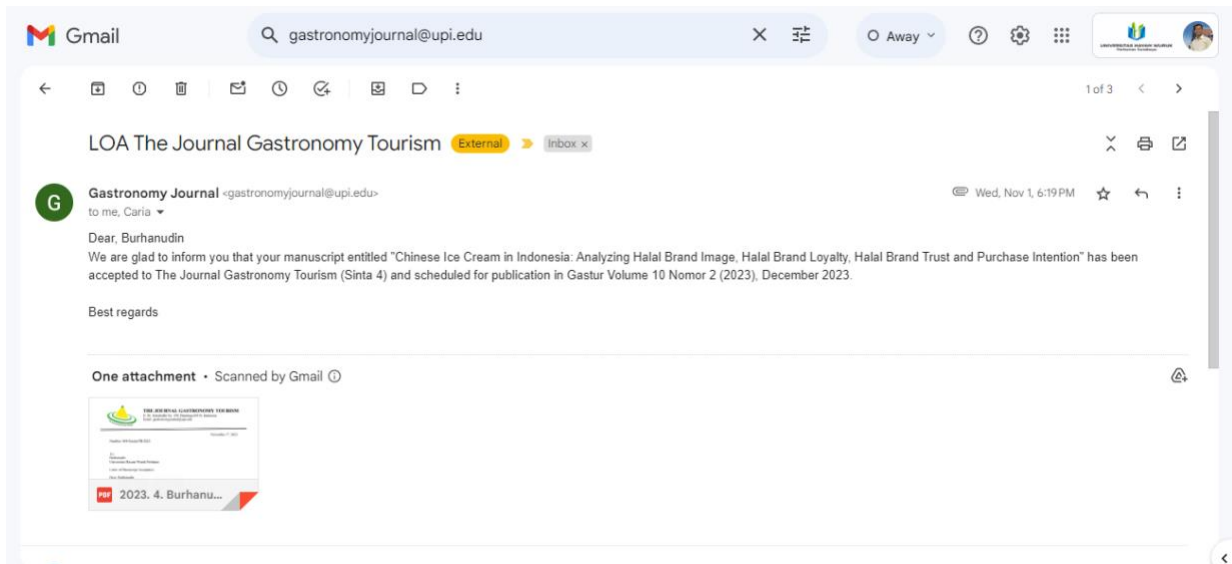 Gmail
gastronomyjournal@upi.edu
Away
1 of 3
LOA The Journal Gastronomy Tourism External Inbox x
Gastronomy Journal <gastronomyjournal@upi.edu>
Wed, Nov 1, 6:19 PM
to me, Caria
Dear, Burhanudin
We are glad to inform you that your manuscript entitled "Chinese Ice Cream in Indonesia: Analyzing Halal Brand Image, Halal Brand Loyalty, Halal Brand Trust and Purchase Intention" has been
accepted to The Journal Gastronomy Tourism (Sinta 4) and scheduled for publication in Gastur Volume 10 Nomor 2 (2023), December 2023.
Best regards
One attachment • Scanned by Gmail
THE JOURNAL GASTRONOMY TOURISM
PDF 2023. 4. Burhanu...
G